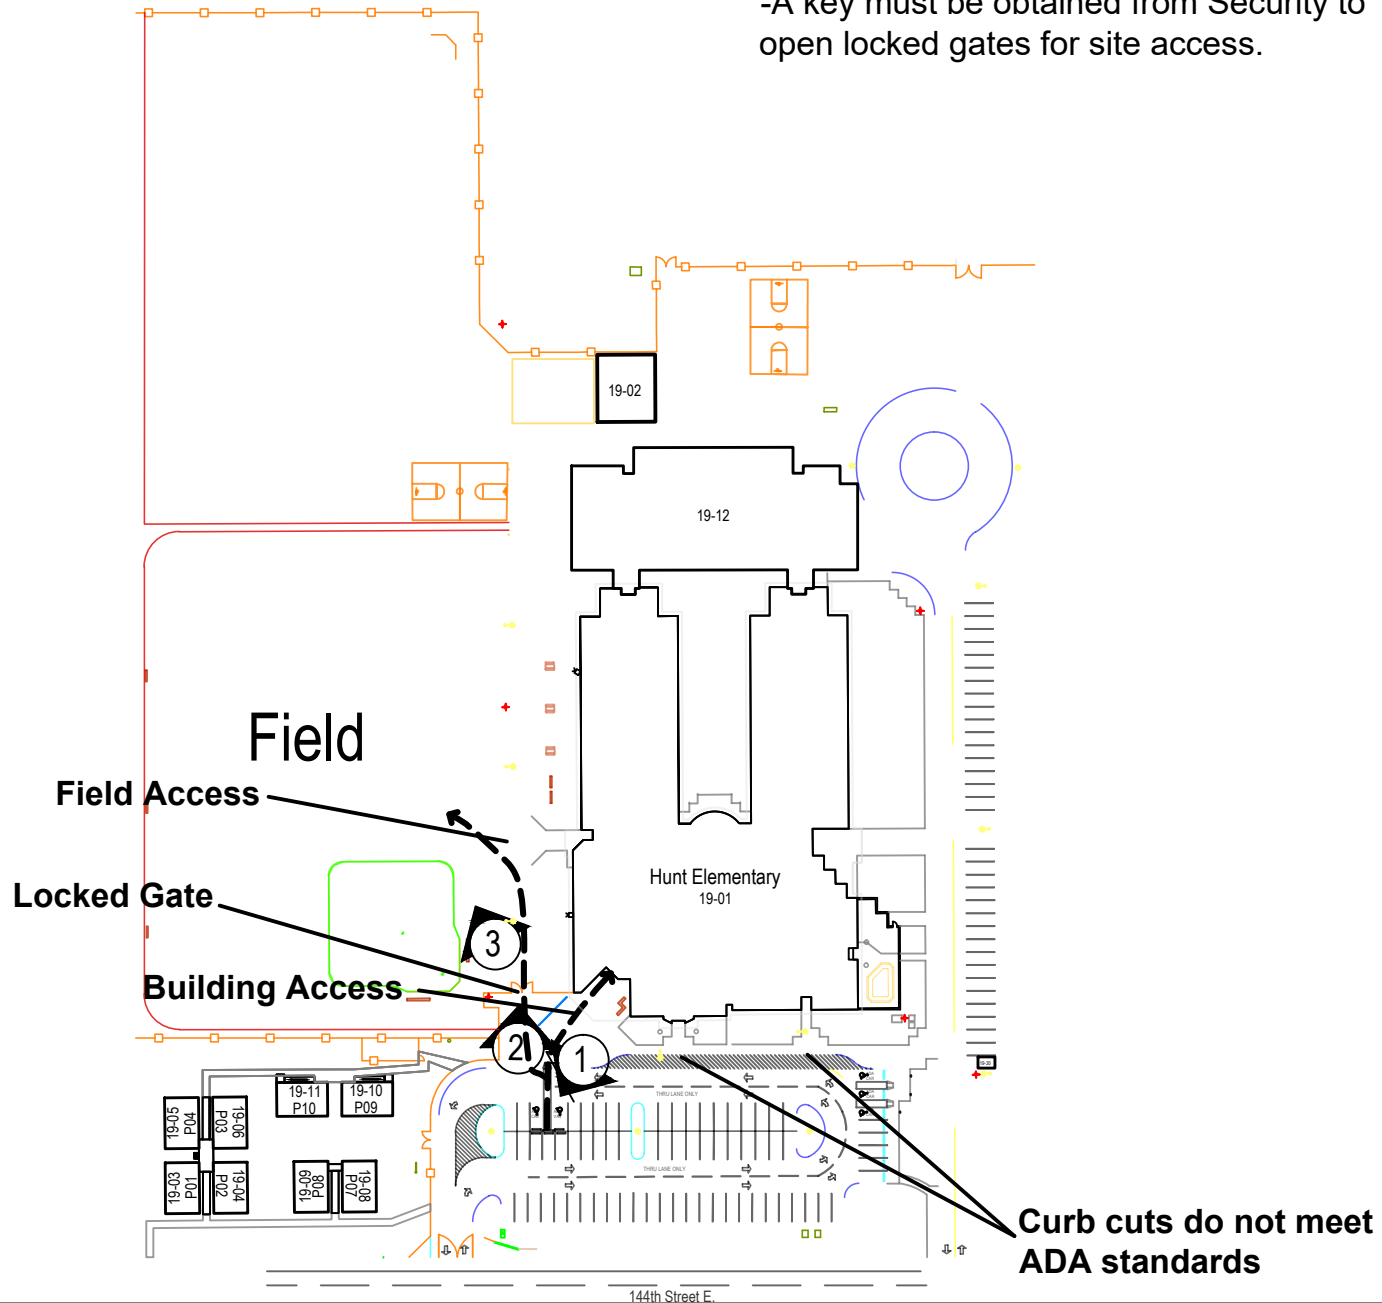 -A key must be obtained from Security to
open locked gates for site access.
19-02
19-12
Field
Field Access
Hunt Elementary
19-01
Locked Gate
3
Building Access
2
1
19-11
P10
19-10
P09
19-05
P04
19-06
P03
19-03
P01
19-04
P02
19-09
P08
19-08
P07
THRU LANE ONLY
THRU LANE ONLY
Curb cuts do not meet
ADA standards
144th Street E.